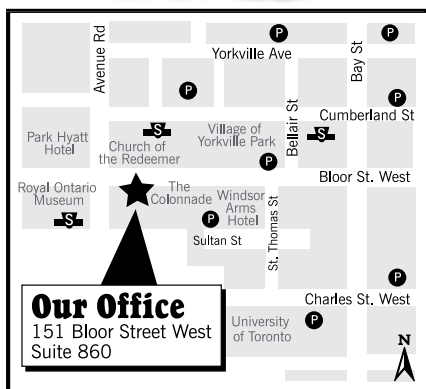 Avenue Rd
P
P
Yorkville Ave
Bay St
P
P
Bellair St
Cumberland St
S
S
Park Hyatt
Hotel
Church of
the Redeemer
Village of
Yorkville Park
P
Bloor St. West
Royal Ontario
Museum
S
The
Colonnade
Windsor
Arms
Hotel
P
St. Thomas St
Sultan St
P
Our Office
151 Bloor Street West
Suite 860
Charles St. West
University
of Toronto
P
N